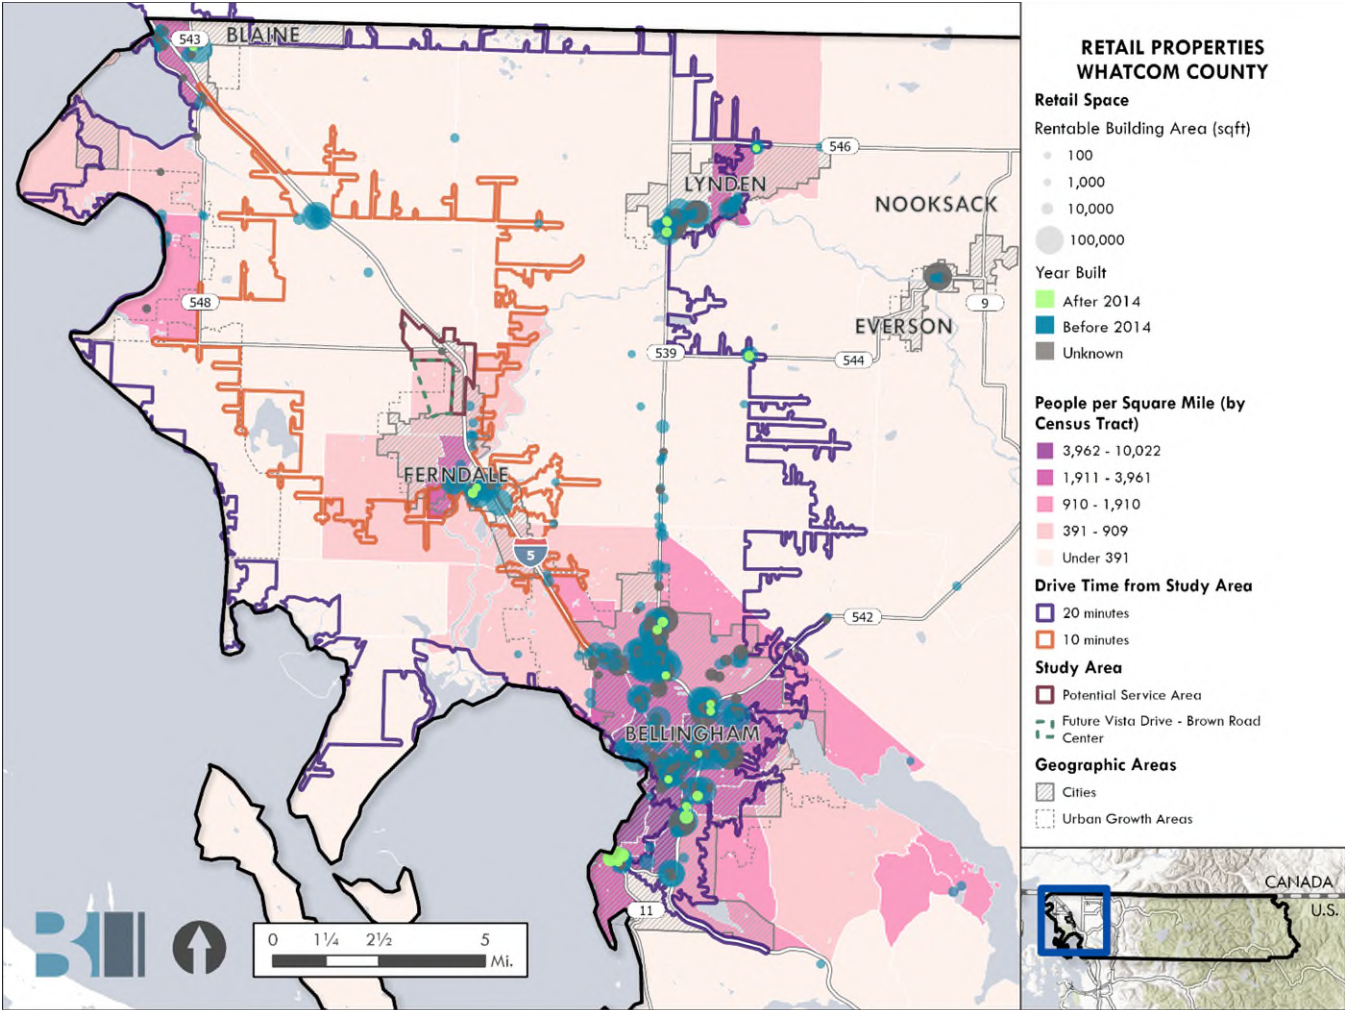 543
BLAINE
546
LYNDEN
NOOKSACK
548
9
EVERSON
539
544
FERNDALE
5
542
BELLINGHAM
11
0 1¼ 2½ 5
Mi.
RETAIL PROPERTIES
WHATCOM COUNTY
Retail Space
Rentable Building Area (sqft)
100
1,000
10,000
100,000
Year Built
After 2014
Before 2014
Unknown
People per Square Mile (by
Census Tract)
3,962 - 10,022
1,911 - 3,961
910 - 1,910
391 - 909
Under 391
Drive Time from Study Area
20 minutes
10 minutes
Study Area
Potential Service Area
Future Vista Drive - Brown Road
Center
Geographic Areas
Cities
Urban Growth Areas
CANADA
U.S.